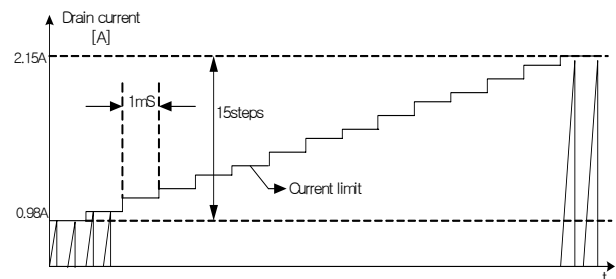 Drain current
[A]
2.15A
1mS
15steps
Current limit
0.98A
t